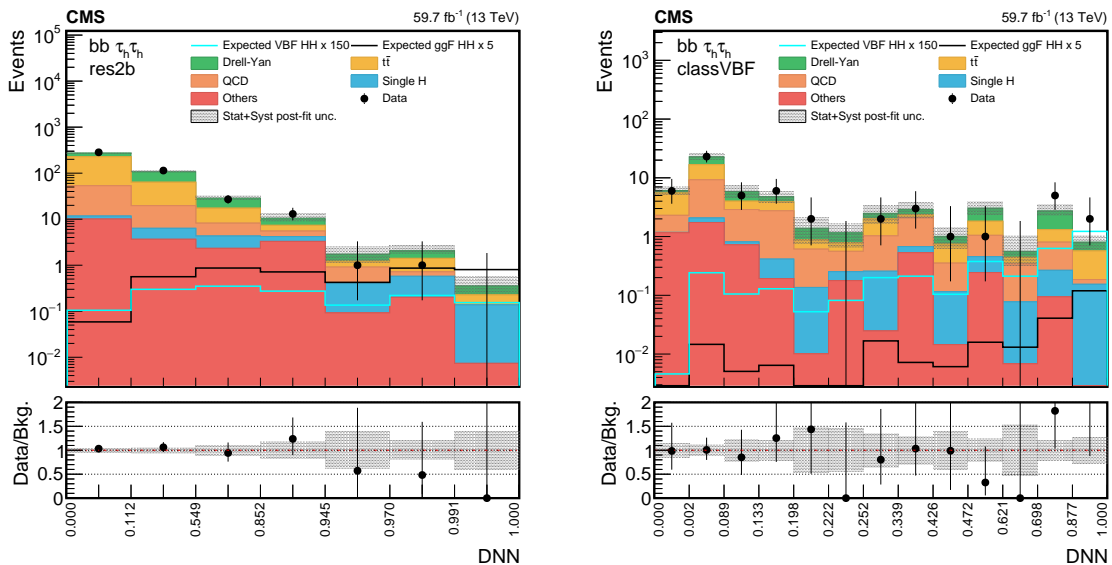 CMS 59.7 fb⁻¹ (13 TeV)
Events
10⁵
10⁴
10³
10²
10
1
10⁻¹
10⁻²
bb τₕτₕ
res2b
Expected VBF HH x 150 Expected ggF HH x 5
Drell-Yan tt̄
QCD Single H
Others Data
Stat+Syst post-fit unc.
Data/Bkg.
2
1.5
1
0.5
0
0.000 0.112 0.549 0.852 0.945 0.970 0.991 1.000
DNN
CMS 59.7 fb⁻¹ (13 TeV)
Events
10³
10²
10
1
10⁻¹
10⁻²
bb τₕτₕ
classVBF
Expected VBF HH x 150 Expected ggF HH x 5
Drell-Yan tt̄
QCD Single H
Others Data
Stat+Syst post-fit unc.
Data/Bkg.
2
1.5
1
0.5
0
0.000 0.002 0.089 0.133 0.198 0.222 0.252 0.339 0.426 0.472 0.621 0.698 0.877 1.000
DNN